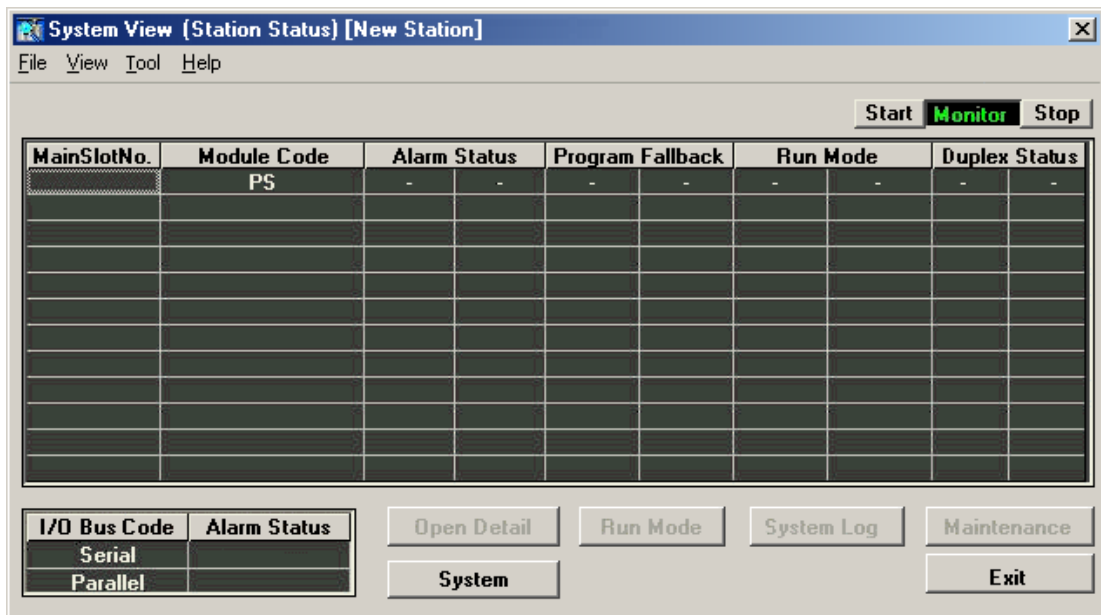 System View (Station Status) [New Station]
File View Tool Help
Start Monitor Stop
MainSlotNo. Module Code Alarm Status Program Fallback Run Mode Duplex Status
PS - - - - - - - -
I/O Bus Code Alarm Status
Serial
Parallel
Open Detail Run Mode System Log Maintenance
System Exit